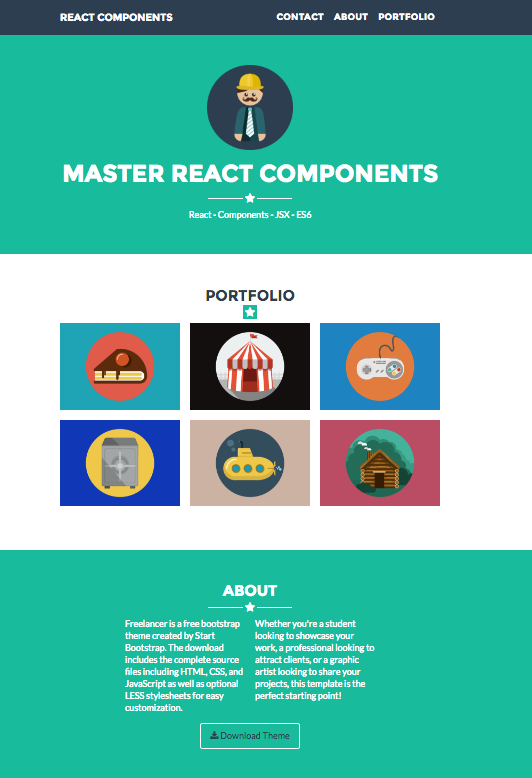 REACT COMPONENTS
CONTACT ABOUT PORTFOLIO
MASTER REACT COMPONENTS
React - Components - JSX - ES6
PORTFOLIO
ABOUT
Freelancer is a free bootstrap
theme created by Start
Bootstrap. The download
includes the complete source
files including HTML, CSS, and
JavaScript as well as optional
LESS stylesheets for easy
customization.
Whether you're a student
looking to showcase your
work, a professional looking to
attract clients, or a graphic
artist looking to share your
projects, this template is the
perfect starting point!
Download Theme